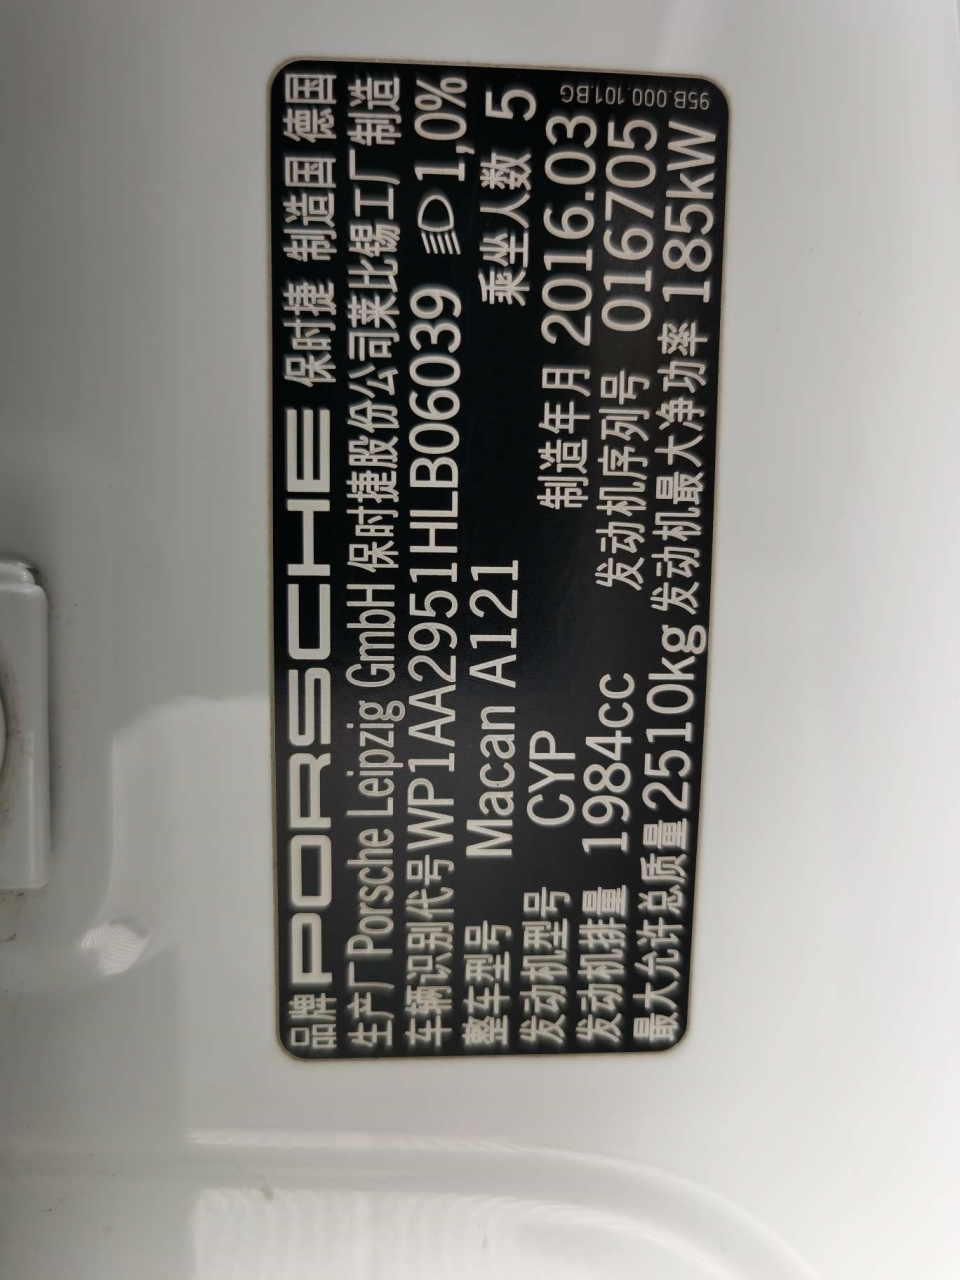 品牌 PORSCHE 保时捷 制造国 德国
生产厂 Porsche Leipzig GmbH 保时捷股份公司莱比锡工厂制造
车辆识别代号 WP1AA2951HLB06039 1,0%
整车型号 Macan A121 乘坐人数 5
发动机型号 CYP 制造年月 2016.03
发动机排量 1984cc 发动机序列号 016705
最大允许总质量 2510kg 发动机最大净功率 185kW
95B.000.101.BG